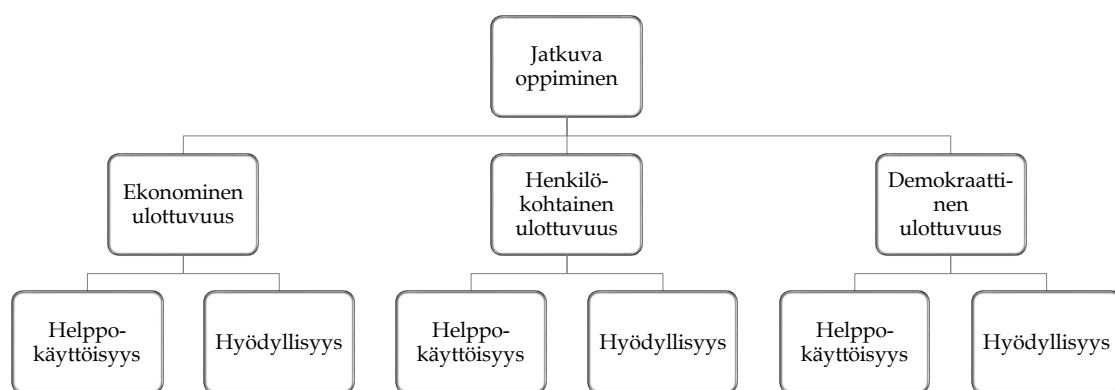 Jatkuva
oppiminen
Ekonominen
ulottuvuus
Henkilö-
kohtainen
ulottuvuus
Demokraatti-
nen
ulottuvuus
Helppo-
käyttöisyys
Hyödyllisyys
Helppo-
käyttöisyys
Hyödyllisyys
Helppo-
käyttöisyys
Hyödyllisyys